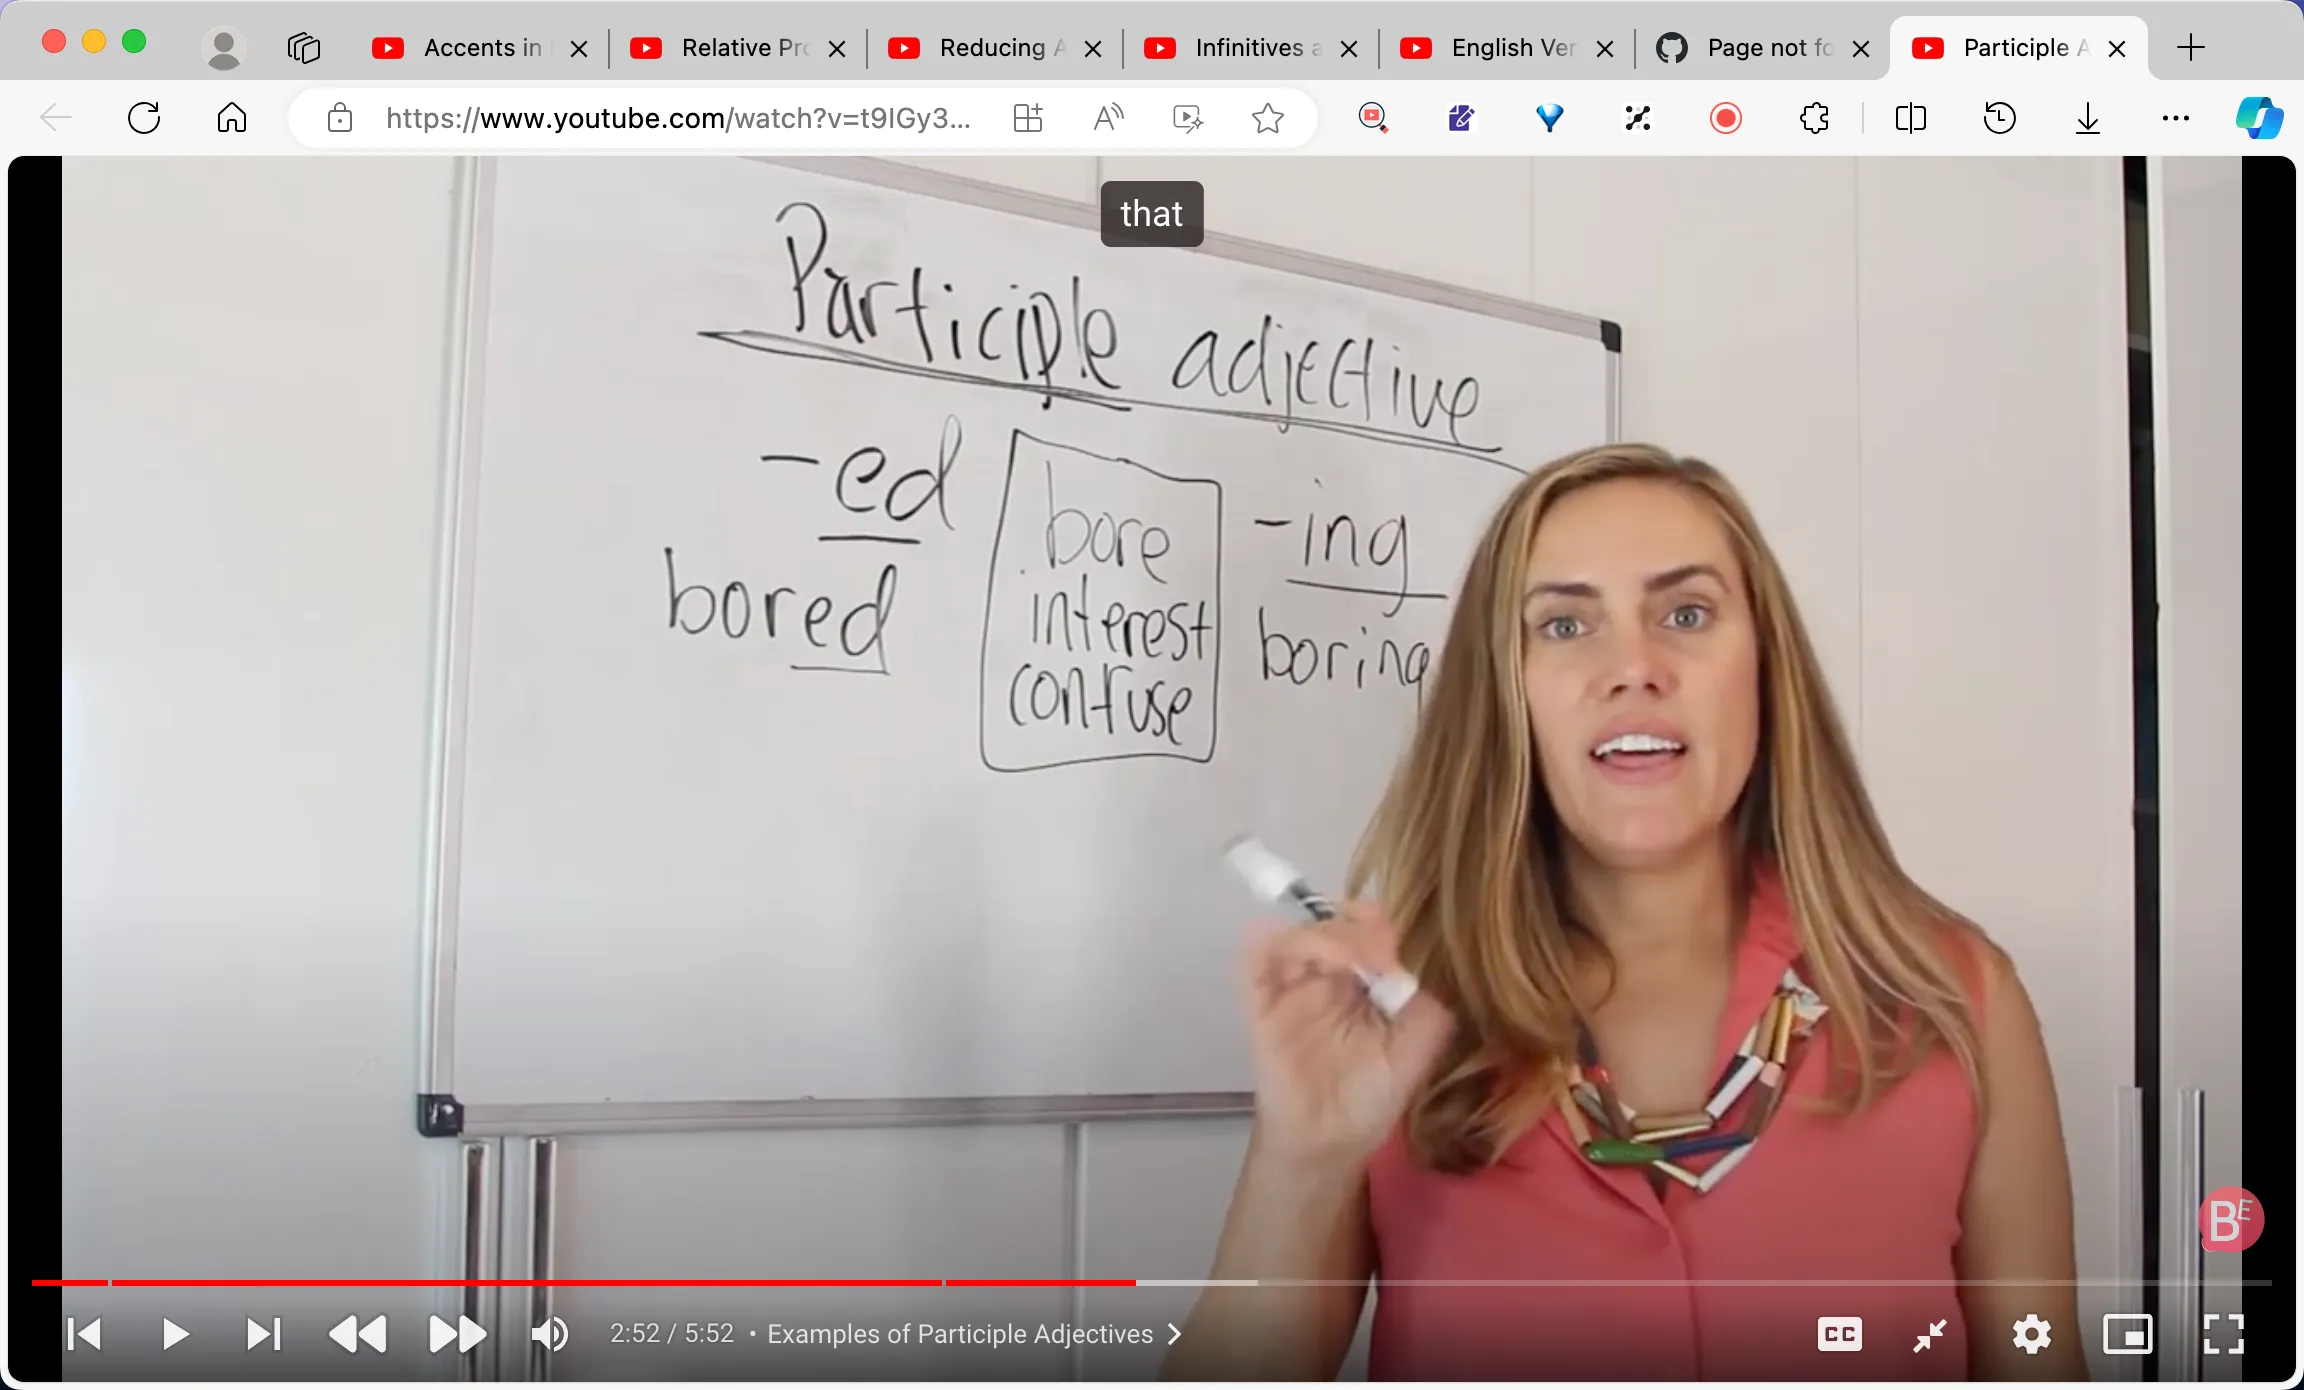 Accents in
Relative Pro
Reducing A
Infinitives a
English Ver
Page not fo
Participle A
https://www.youtube.com/watch?v=t9IGy3...
that
Participle adjective
-ed
bore
-ing
bored
interest
boring
confuse
BE
2:52 / 5:52 • Examples of Participle Adjectives
CC